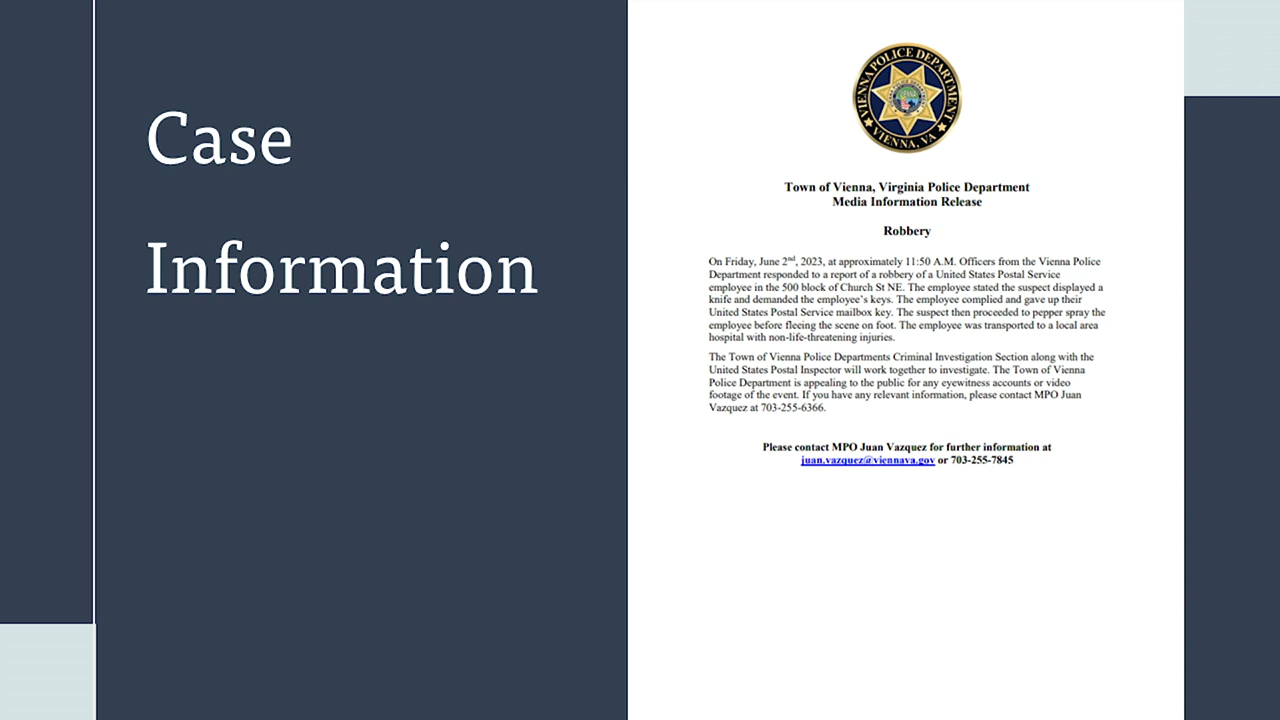 Case
Information
VIENNA POLICE DEPARTMENT
VIENNA, VA
Town of Vienna, Virginia Police Department
Media Information Release
Robbery
On Friday, June 2nd, 2023, at approximately 11:50 A.M. Officers from the Vienna Police
Department responded to a report of a robbery of a United States Postal Service
employee in the 500 block of Church St NE. The employee stated the suspect displayed a
knife and demanded the employee's keys. The employee complied and gave up their
United States Postal Service mailbox key. The suspect then proceeded to pepper spray the
employee before fleeing the scene on foot. The employee was transported to a local area
hospital with non-life-threatening injuries.
The Town of Vienna Police Departments Criminal Investigation Section along with the
United States Postal Inspector will work together to investigate. The Town of Vienna
Police Department is appealing to the public for any eyewitness accounts or video
footage of the event. If you have any relevant information, please contact MPO Juan
Vazquez at 703-255-6366.
Please contact MPO Juan Vazquez for further information at
juan.vazquez@viennava.gov or 703-255-7845